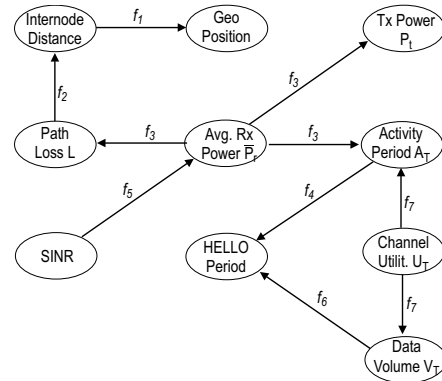 Internode
Distance
f1
Geo
Position
Tx Power
Pt
f2
f3
Path
Loss L
f3
Avg. Rx
Power P̅r
f3
Activity
Period AT
f5
f4
f7
SINR
HELLO
Period
Channel
Utilit. UT
f6
f7
Data
Volume VT